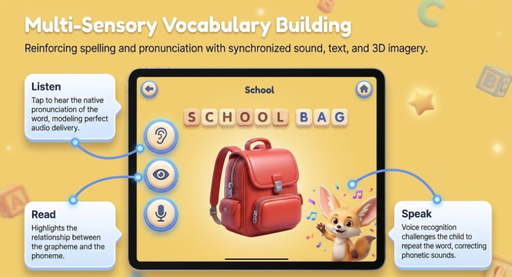 Multi-Sensory Vocabulary Building
Reinforcing spelling and pronunciation with synchronized sound, text, and 3D imagery.
Listen
Tap to hear the native
pronunciation of the
word, modeling perfect
audio delivery.
School
SCHOOL BAG
Read
Highlights the
relationship between
the grapheme and the
phoneme.
Speak
Voice recognition
challenges the child to
repeat the word, correcting
phonetic sounds.